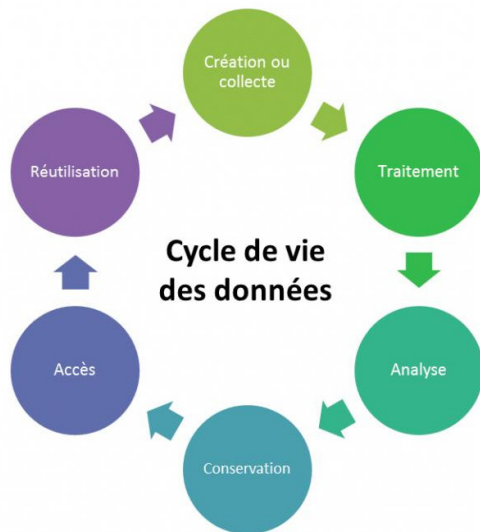 Création ou
collecte
Réutilisation
Traitement
Cycle de vie
des données
Accès
Analyse
Conservation